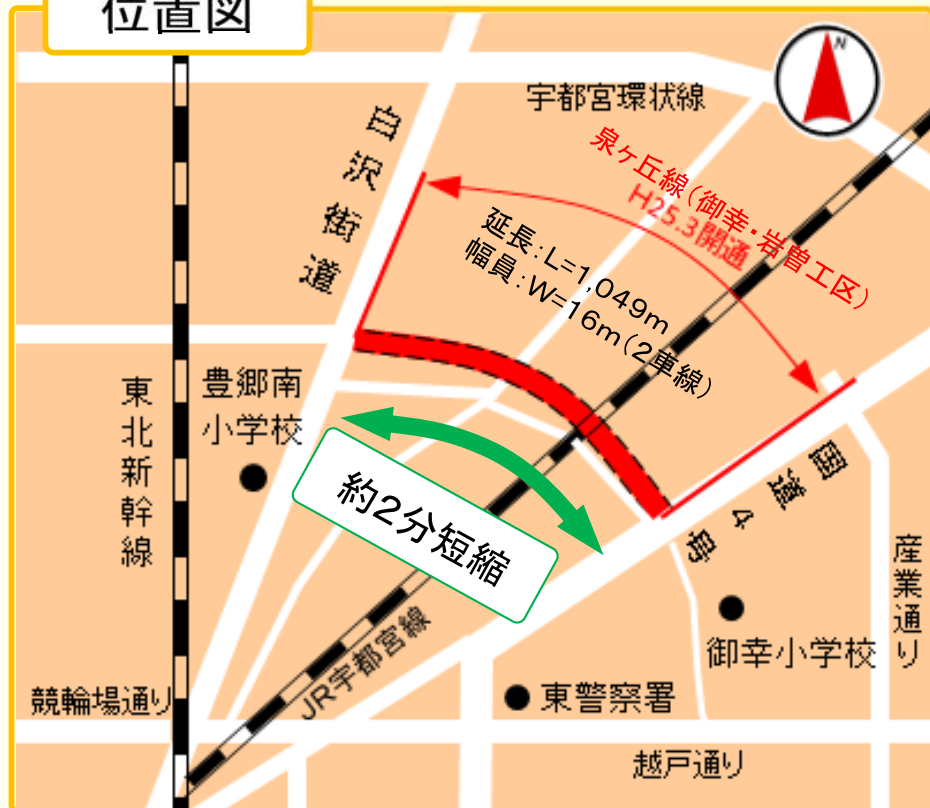 位置図
N
宇都宮環状線
白沢街道
泉ヶ丘線(御幸・岩曽工区)
H25.3開通
延長:L=1,049m
幅員:W=16m(2車線)
豊郷南
小学校
東北新幹線
約2分短縮
国道4号
産業通り
御幸小学校
JR宇都宮線
東警察署
競輪場通り
越戸通り